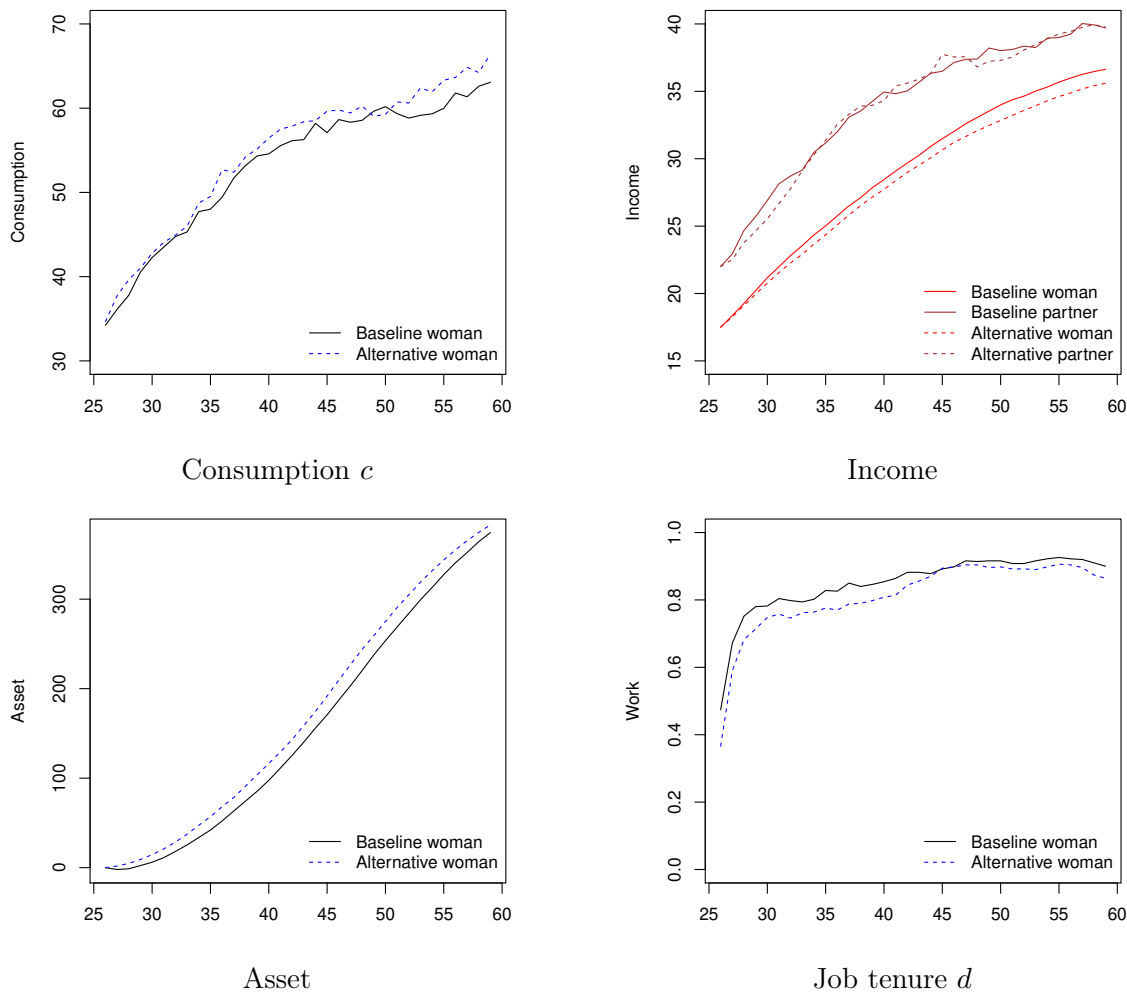 70
60
50
40
30
Consumption
Baseline woman
Alternative woman
25 30 35 40 45 50 55 60
Consumption c
40
35
30
25
20
15
Income
Baseline woman
Baseline partner
Alternative woman
Alternative partner
25 30 35 40 45 50 55 60
Income
300
200
100
0
Asset
Baseline woman
Alternative woman
25 30 35 40 45 50 55 60
Asset
1.0
0.8
0.6
0.4
0.2
0.0
Work
Baseline woman
Alternative woman
25 30 35 40 45 50 55 60
Job tenure d